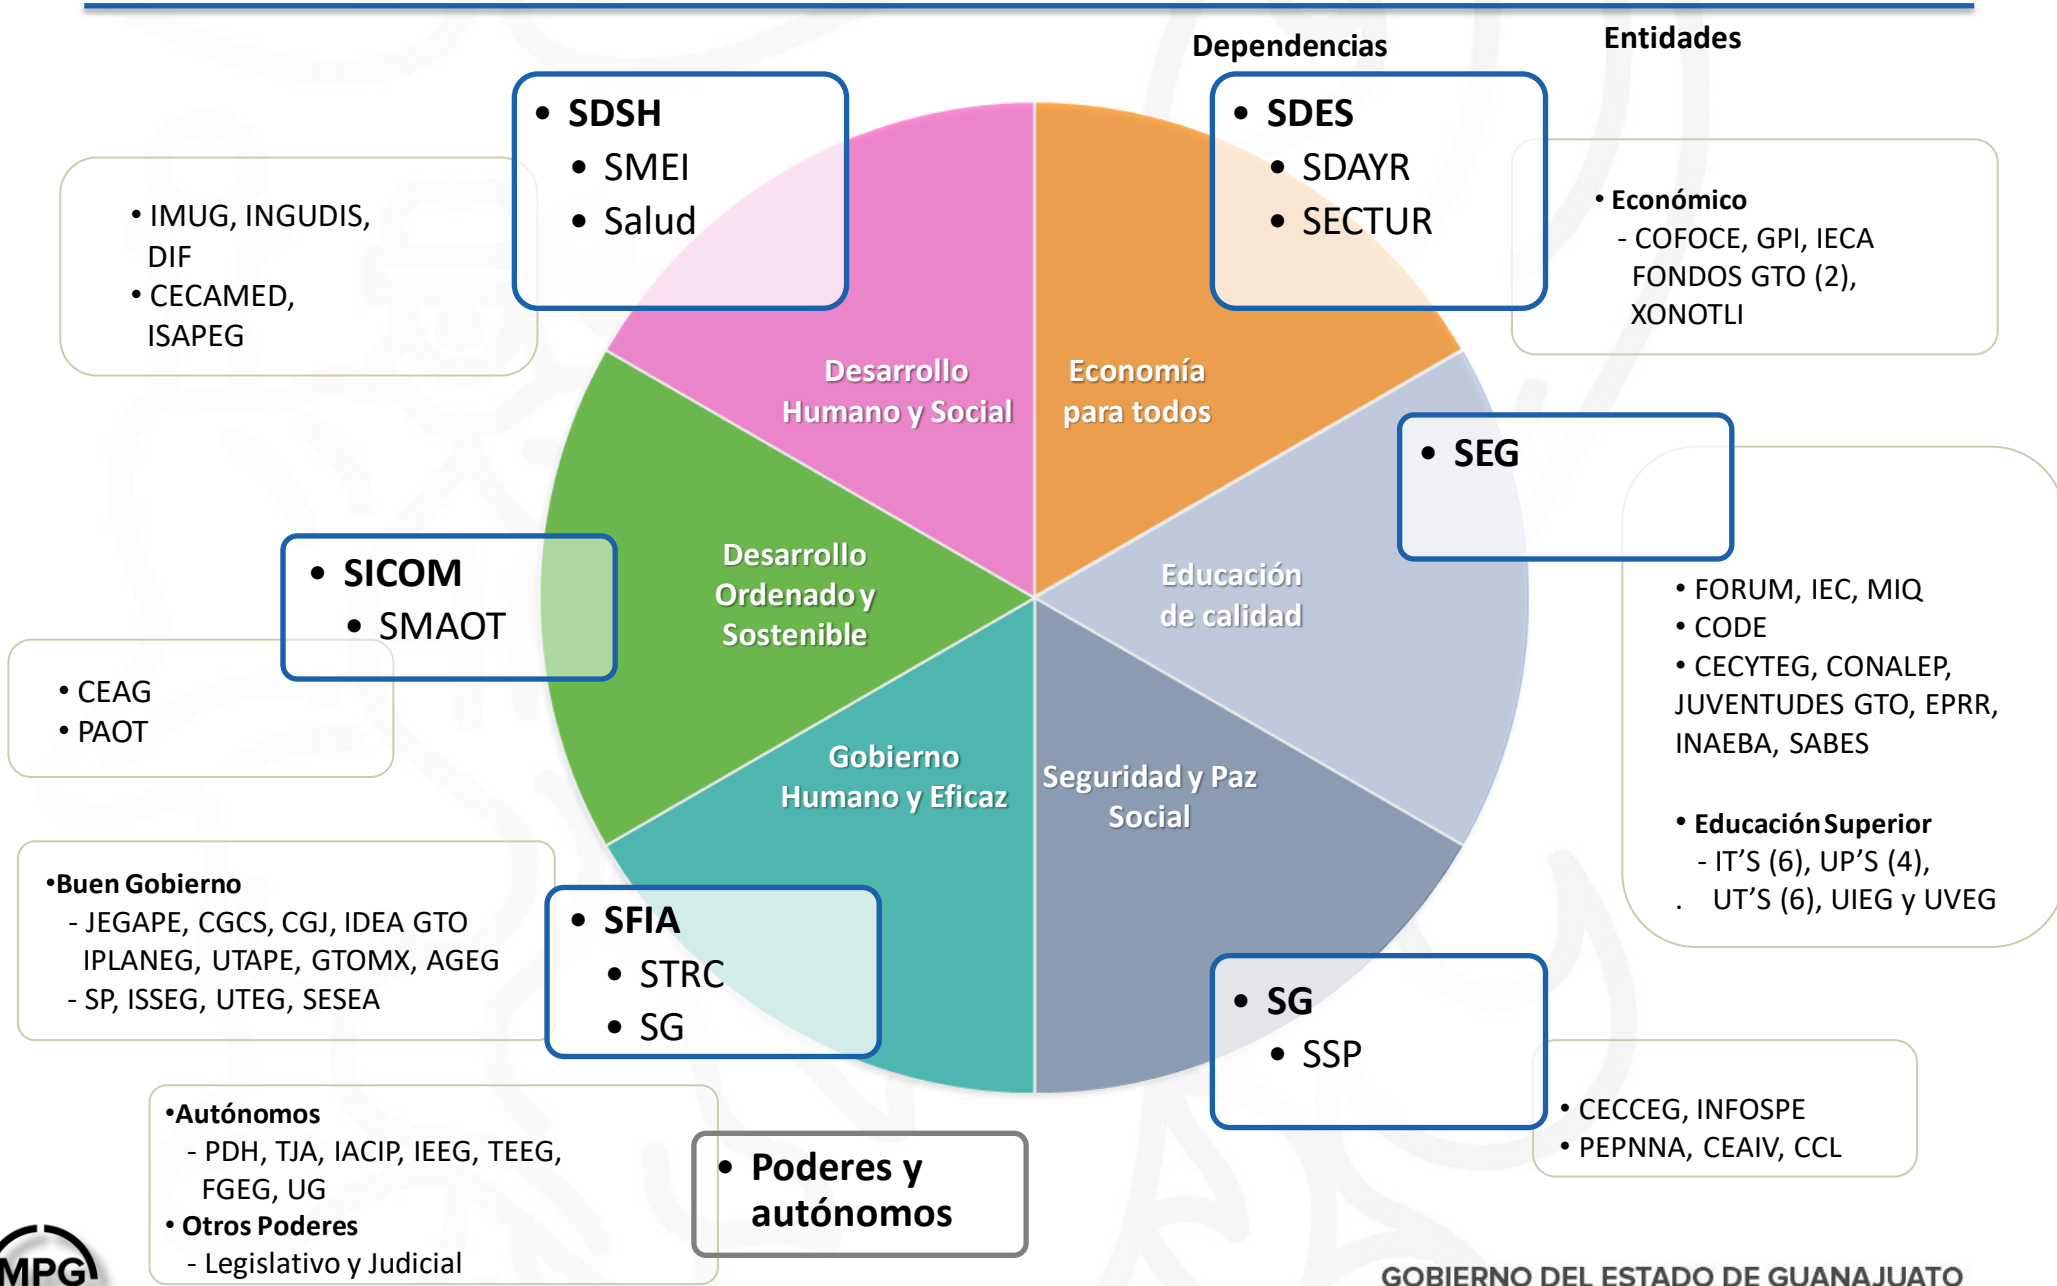 Dependencias
Entidades
• SDSH
• SMEI
• Salud
• IMUG, INGUDIS,
DIF
• CECAMED,
ISAPEG
• SDES
• SDAYR
• SECTUR
• Económico
- COFOCE, GPI, IECA
FONDOS GTO (2),
XONOTLI
Desarrollo
Humano y Social
Economía
para todos
• SEG
Educación
de calidad
• FORUM, IEC, MIQ
• CODE
• CECYTEG, CONALEP,
JUVENTUDES GTO, EPRR,
INAEBA, SABES
• Educación Superior
- IT'S (6), UP'S (4),
. UT'S (6), UIEG y UVEG
• SICOM
• SMAOT
Desarrollo
Ordenado y
Sostenible
• CEAG
• PAOT
Gobierno
Humano y Eficaz
Seguridad y Paz
Social
•Buen Gobierno
- JEGAPE, CGCS, CGJ, IDEA GTO
IPLANEG, UTAPE, GTOMX, AGEG
- SP, ISSEG, UTEG, SESEA
• SFIA
• STRC
• SG
• SG
• SSP
• CECCEG, INFOSPE
• PEPNNA, CEAIV, CCL
•Autónomos
- PDH, TJA, IACIP, IEEG, TEEG,
FGEG, UG
• Otros Poderes
- Legislativo y Judicial
• Poderes y
autónomos
MPG
GOBIERNO DEL ESTADO DE GUANAJUATO